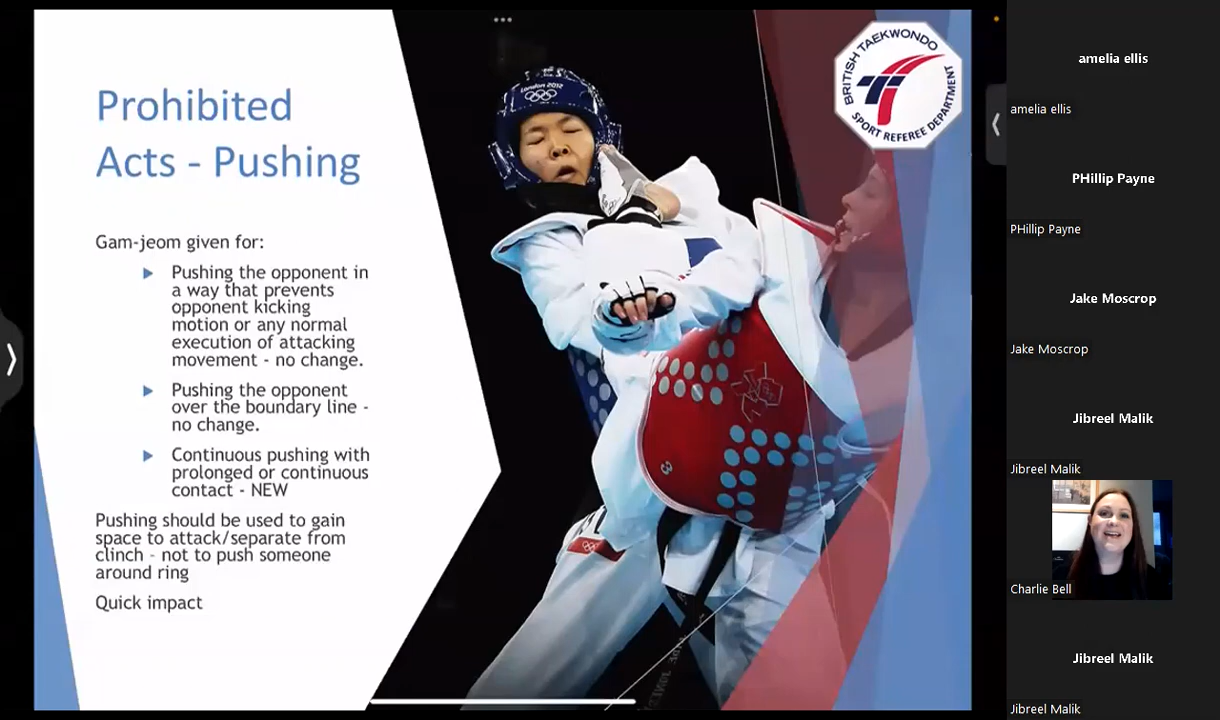 Prohibited
Acts - Pushing
Gam-jeom given for:
Pushing the opponent in
a way that prevents
opponent kicking
motion or any normal
execution of attacking
movement - no change.
Pushing the opponent
over the boundary line -
no change.
Continuous pushing with
prolonged or continuous
contact - NEW
Pushing should be used to gain
space to attack/separate from
clinch - not to push someone
around ring
Quick impact
London 2012
3
BRITISH TAEKWONDO
SPORT REFEREE DEPARTMENT
amelia ellis
amelia ellis
PHillip Payne
PHillip Payne
Jake Moscrop
Jake Moscrop
Jibreel Malik
Jibreel Malik
Charlie Bell
Jibreel Malik
Jibreel Malik